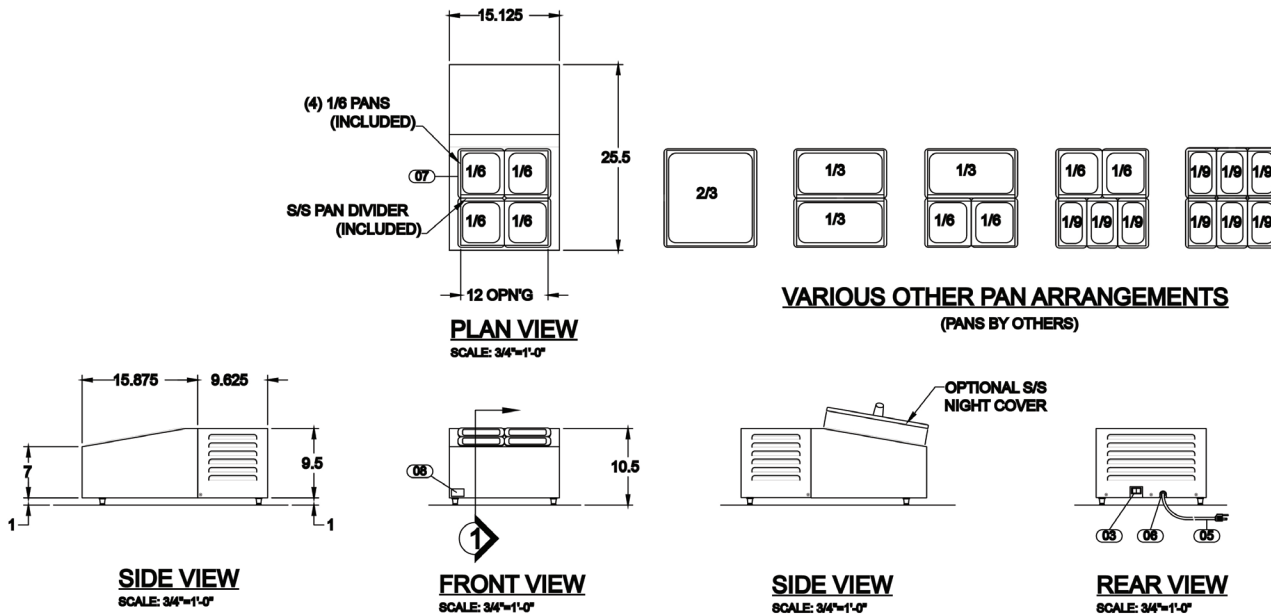 15.125
(4) 1/6 PANS
(INCLUDED)
25.5
07
1/6 1/6
1/6 1/6
S/S PAN DIVIDER
(INCLUDED)
12 OPN'G
PLAN VIEW
SCALE: 3/4"=1'-0"
2/3
1/3
1/3
1/3
1/6 1/6
1/6 1/6
1/9 1/9 1/9
1/9 1/9 1/9
1/9 1/9 1/9
VARIOUS OTHER PAN ARRANGEMENTS
(PANS BY OTHERS)
15.875 9.625
7
9.5
1 1
SIDE VIEW
SCALE: 3/4"=1'-0"
08
10.5
1
FRONT VIEW
SCALE: 3/4"=1'-0"
OPTIONAL S/S
NIGHT COVER
SIDE VIEW
SCALE: 3/4"=1'-0"
03 06 05
REAR VIEW
SCALE: 3/4"=1'-0"